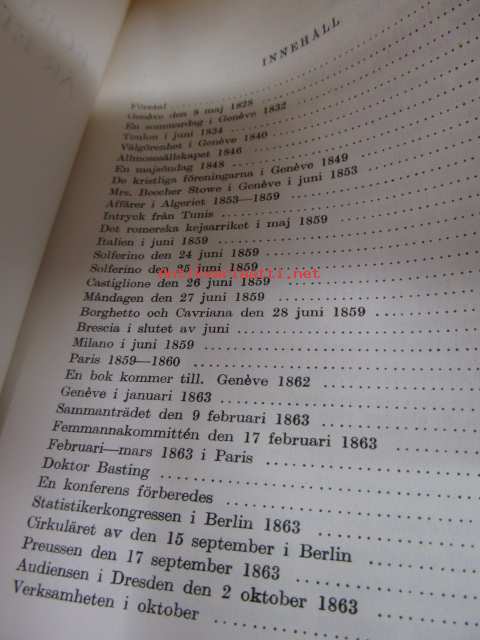 INNEHÅLL
Förstal
Genève den 8 maj 1828
En sommardag i Genève 1832
Toulon i juni 1834
Välgörenhet i Genève 1840
Allmosesällskapet 1846
En majsöndag 1848
De kristliga föreningarna i Genève 1849
Mrs. Beecher Stowe i Genève i juni 1853
Affärer i Algeriet 1853—1859
Intryck från Tunis
Det romerska kejsarriket i maj 1859
Italien i juni 1859
Solferino den 24 juni 1859
Solferino den 25 juni 1859
Castiglione den 26 juni 1859
Måndagen den 27 juni 1859
Borghetto och Cavriana den 28 juni 1859
Brescia i slutet av juni
Milano i juni 1859
Paris 1859—1860
En bok kommer till. Genève 1862
Genève i januari 1863
Sammanträdet den 9 februari 1863
Femmannakommittén den 17 februari 1863
Februari—mars 1863 i Paris
Doktor Basting
En konferens förberedes
Statistikerkongressen i Berlin 1863
Cirkuläret av den 15 september i Berlin
Preussen den 17 september 1863
Audiensen i Dresden den 2 oktober 1863
Verksamheten i oktober